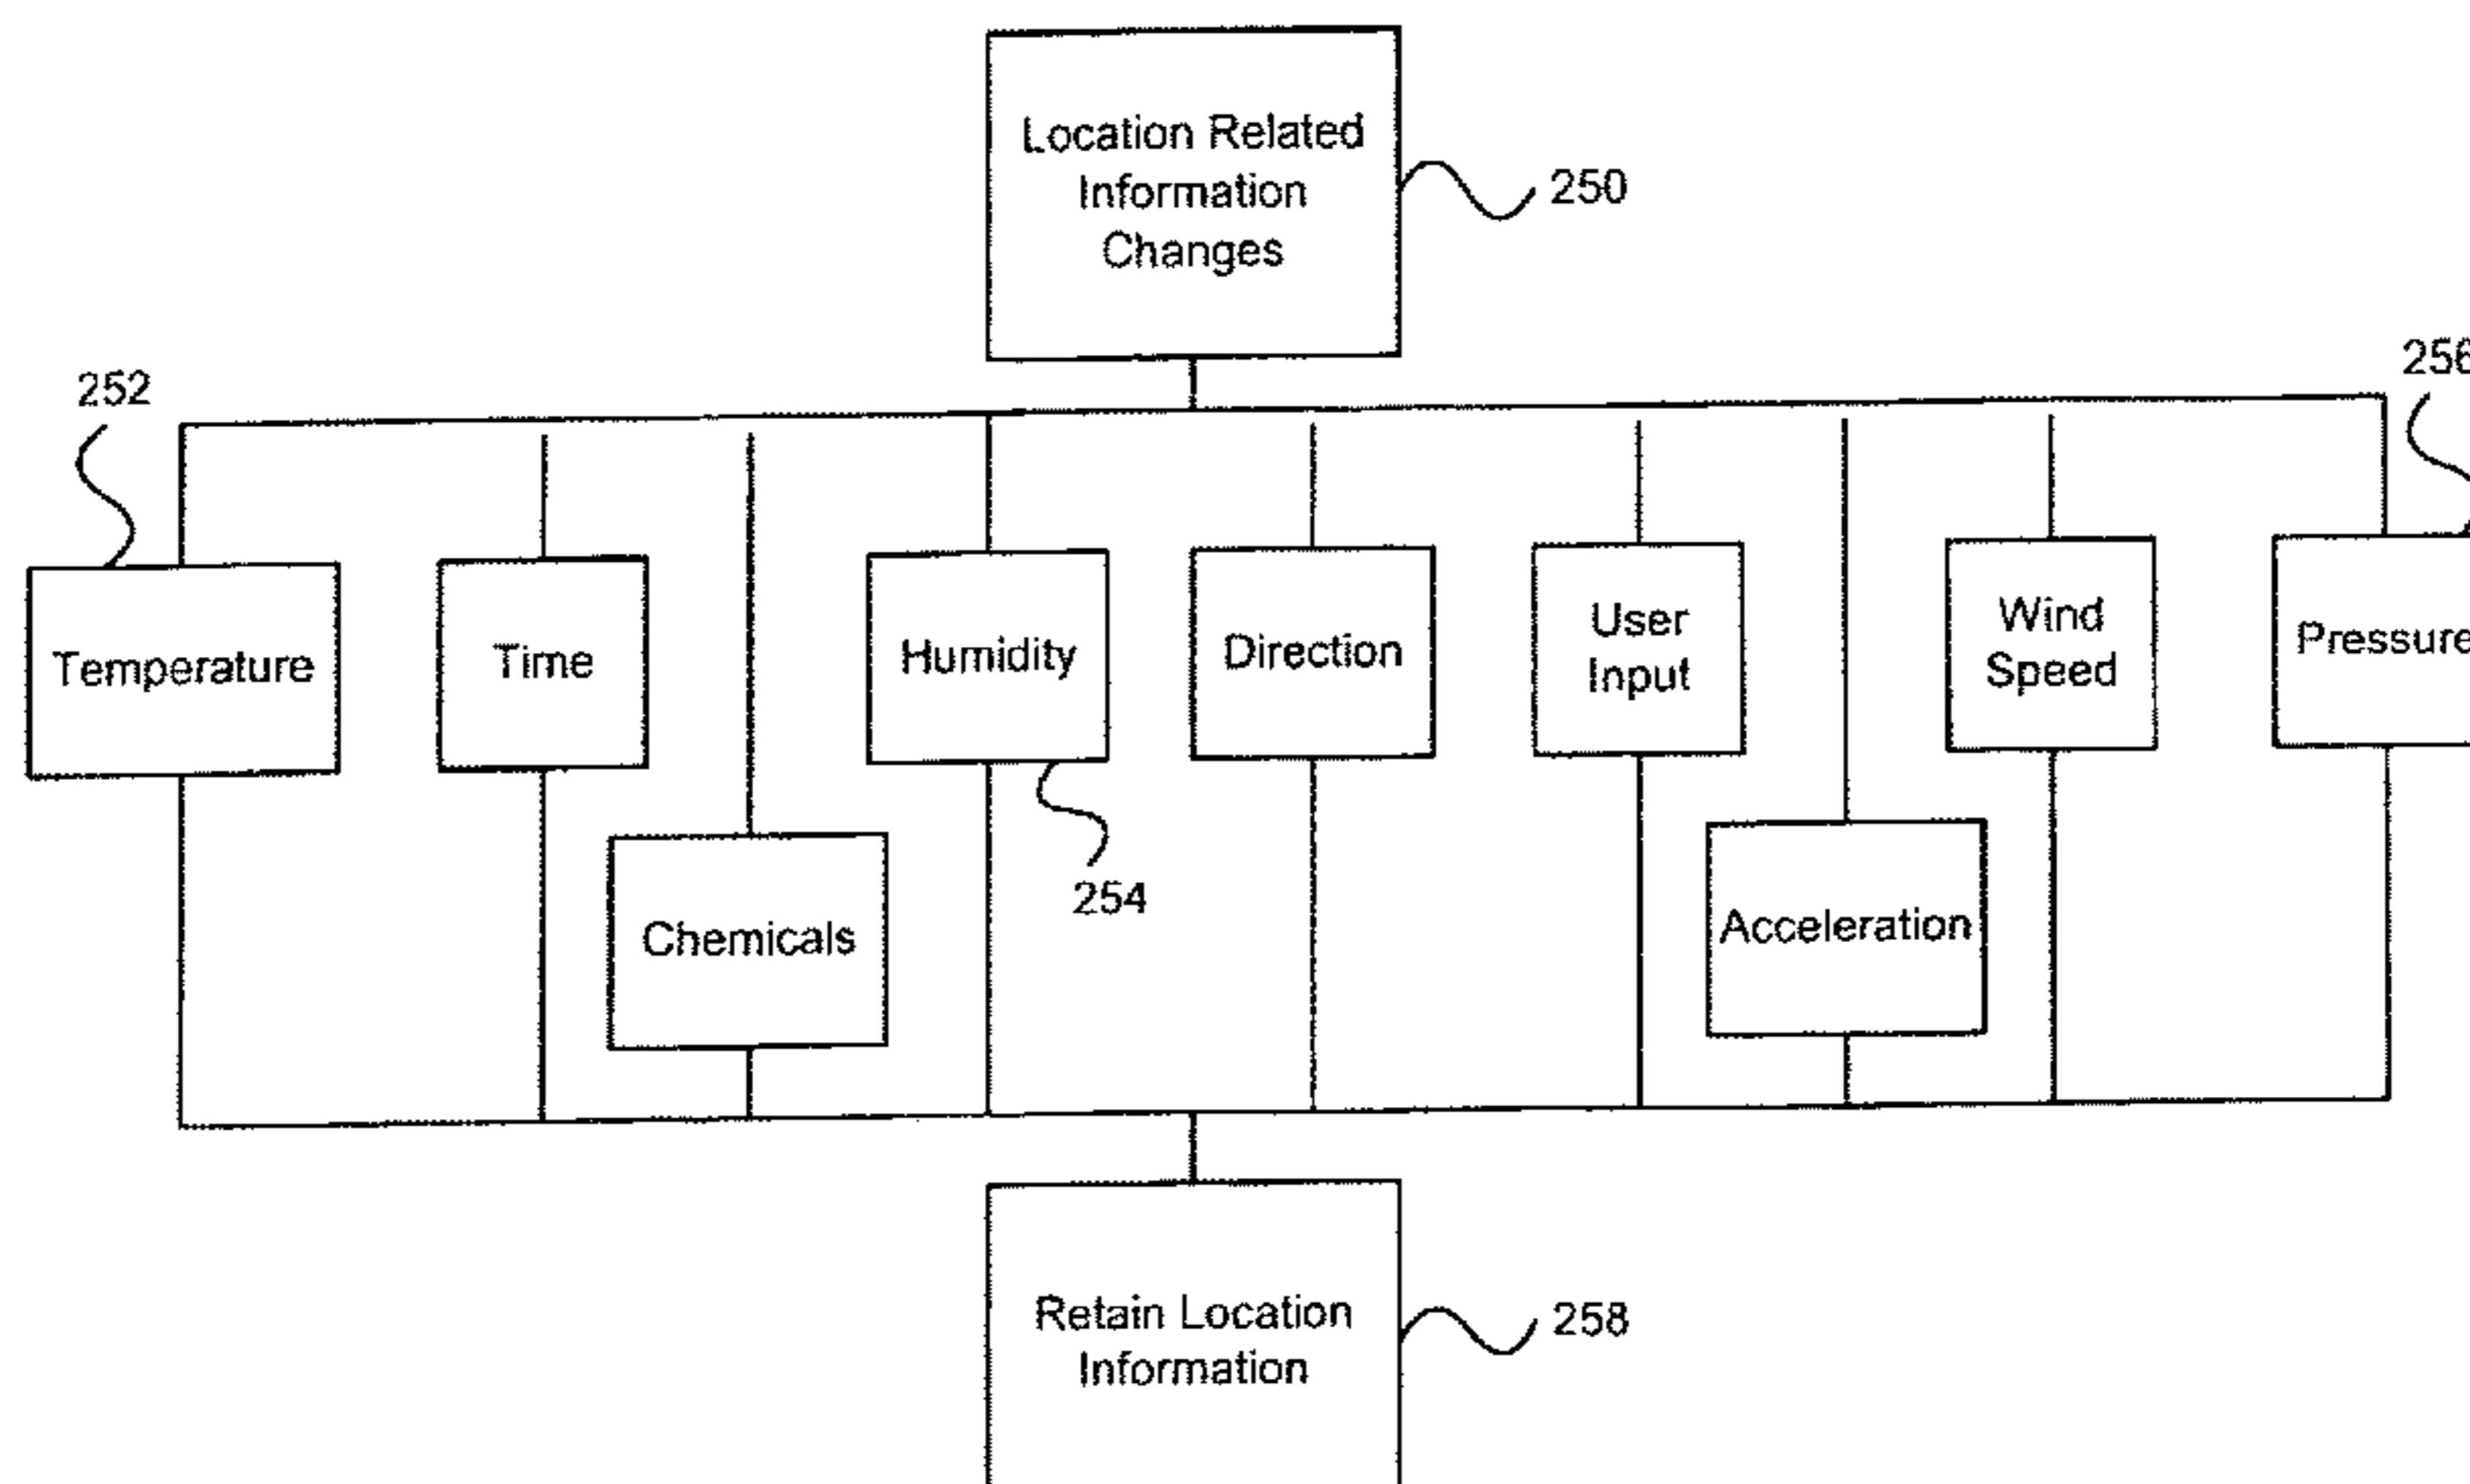 Location Related
Information
Changes
250
252
256
Temperature
Time
Humidity
Direction
User
Input
Wind
Speed
Pressure
254
Chemicals
Acceleration
Retain Location
Information
258